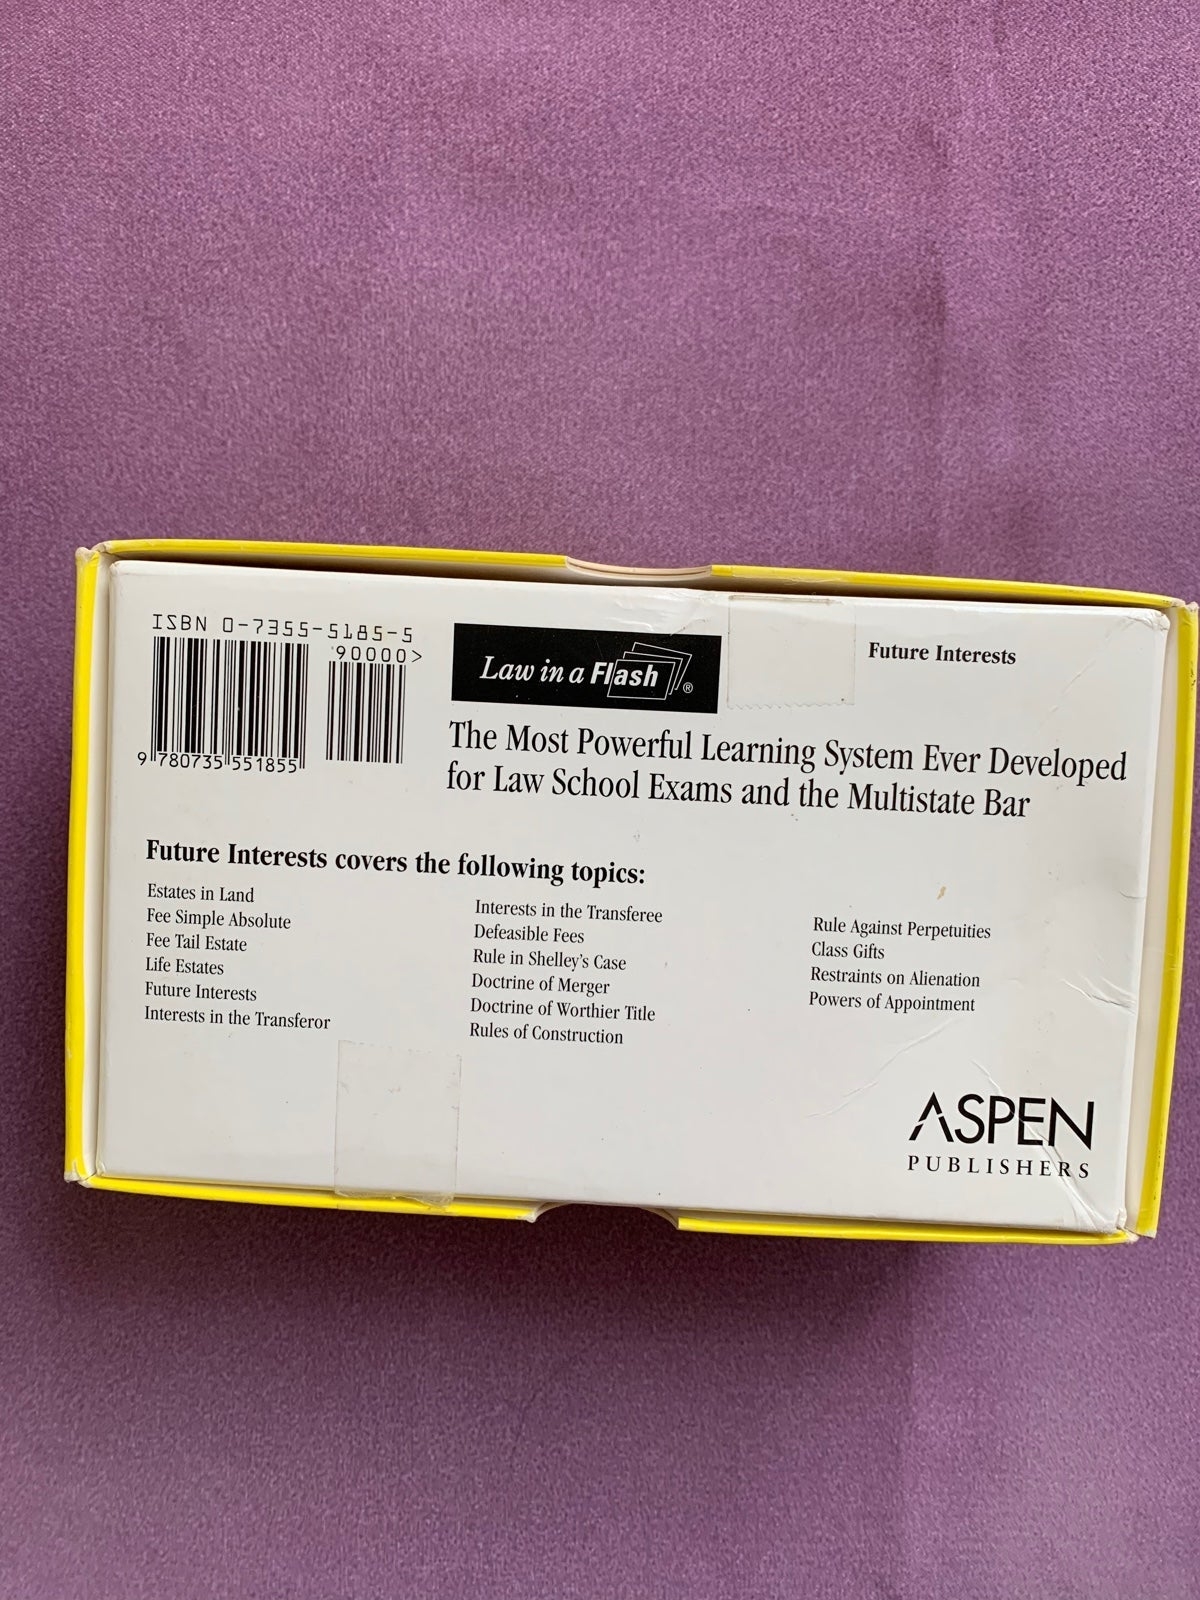 ISBN 0-7355-5185-5
90000>
9 780735 551855
Law in a Flash ®
Future Interests
The Most Powerful Learning System Ever Developed
for Law School Exams and the Multistate Bar
Future Interests covers the following topics:
Estates in Land
Fee Simple Absolute
Fee Tail Estate
Life Estates
Future Interests
Interests in the Transferor
Interests in the Transferee
Defeasible Fees
Rule in Shelley's Case
Doctrine of Merger
Doctrine of Worthier Title
Rules of Construction
Rule Against Perpetuities
Class Gifts
Restraints on Alienation
Powers of Appointment
ASPEN
PUBLISHERS